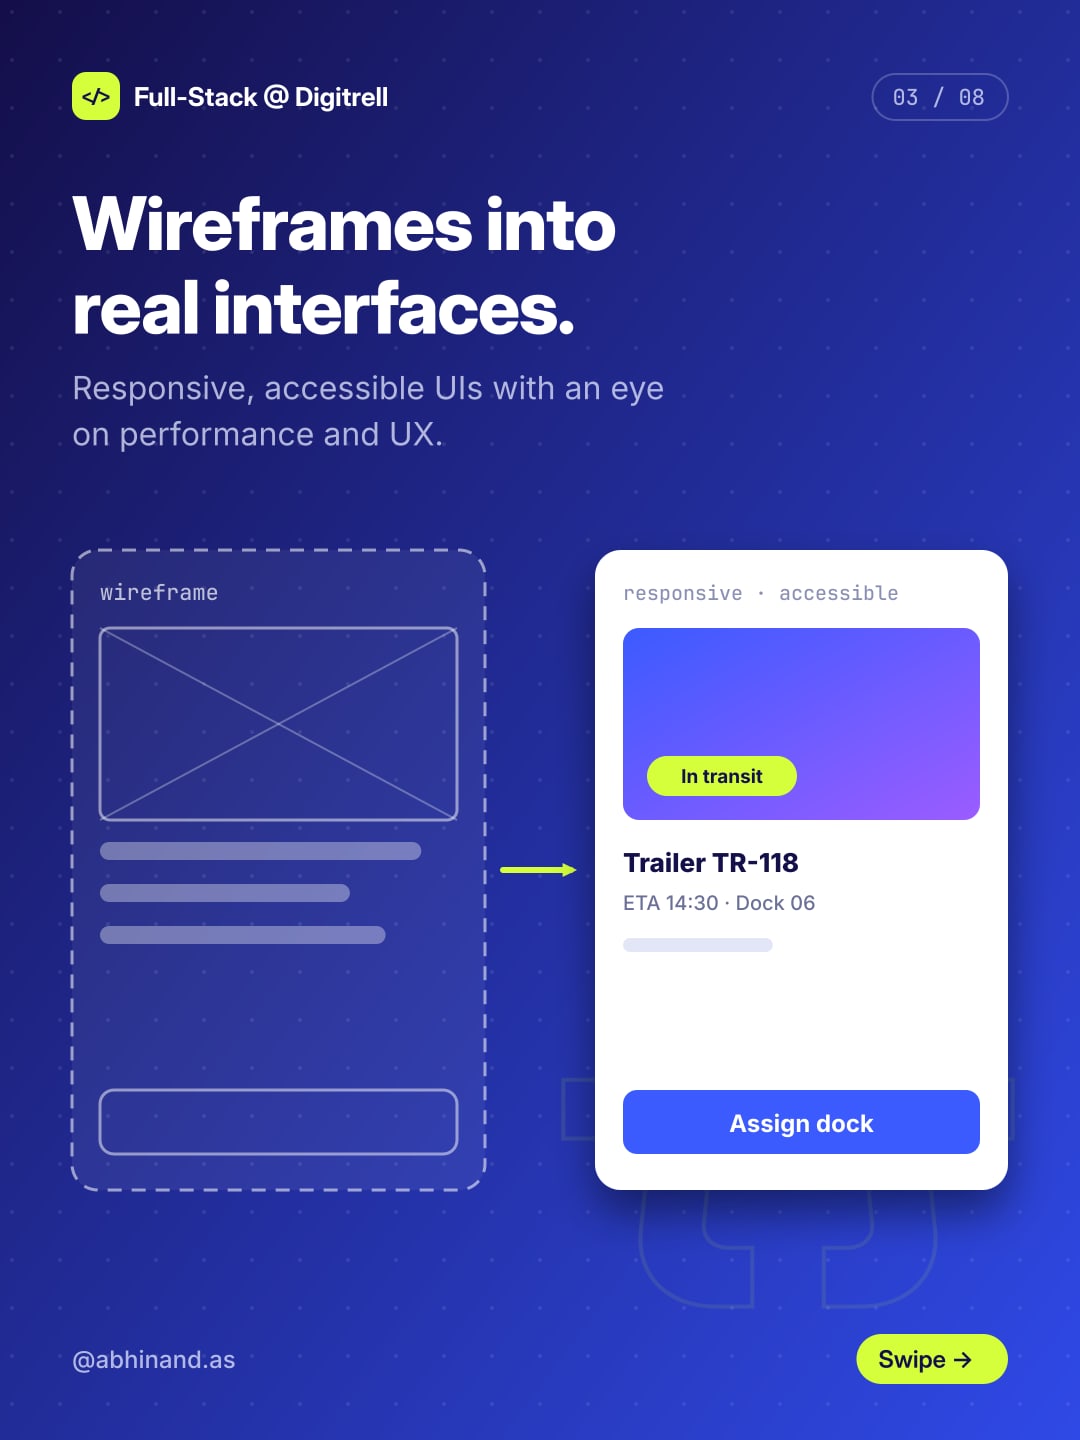 </>
Full-Stack @ Digitrell
03 / 08
Wireframes into
real interfaces.
Responsive, accessible UIs with an eye
on performance and UX.
wireframe
responsive · accessible
In transit
Trailer TR-118
ETA 14:30 · Dock 06
Assign dock
@abhinand.as
Swipe →